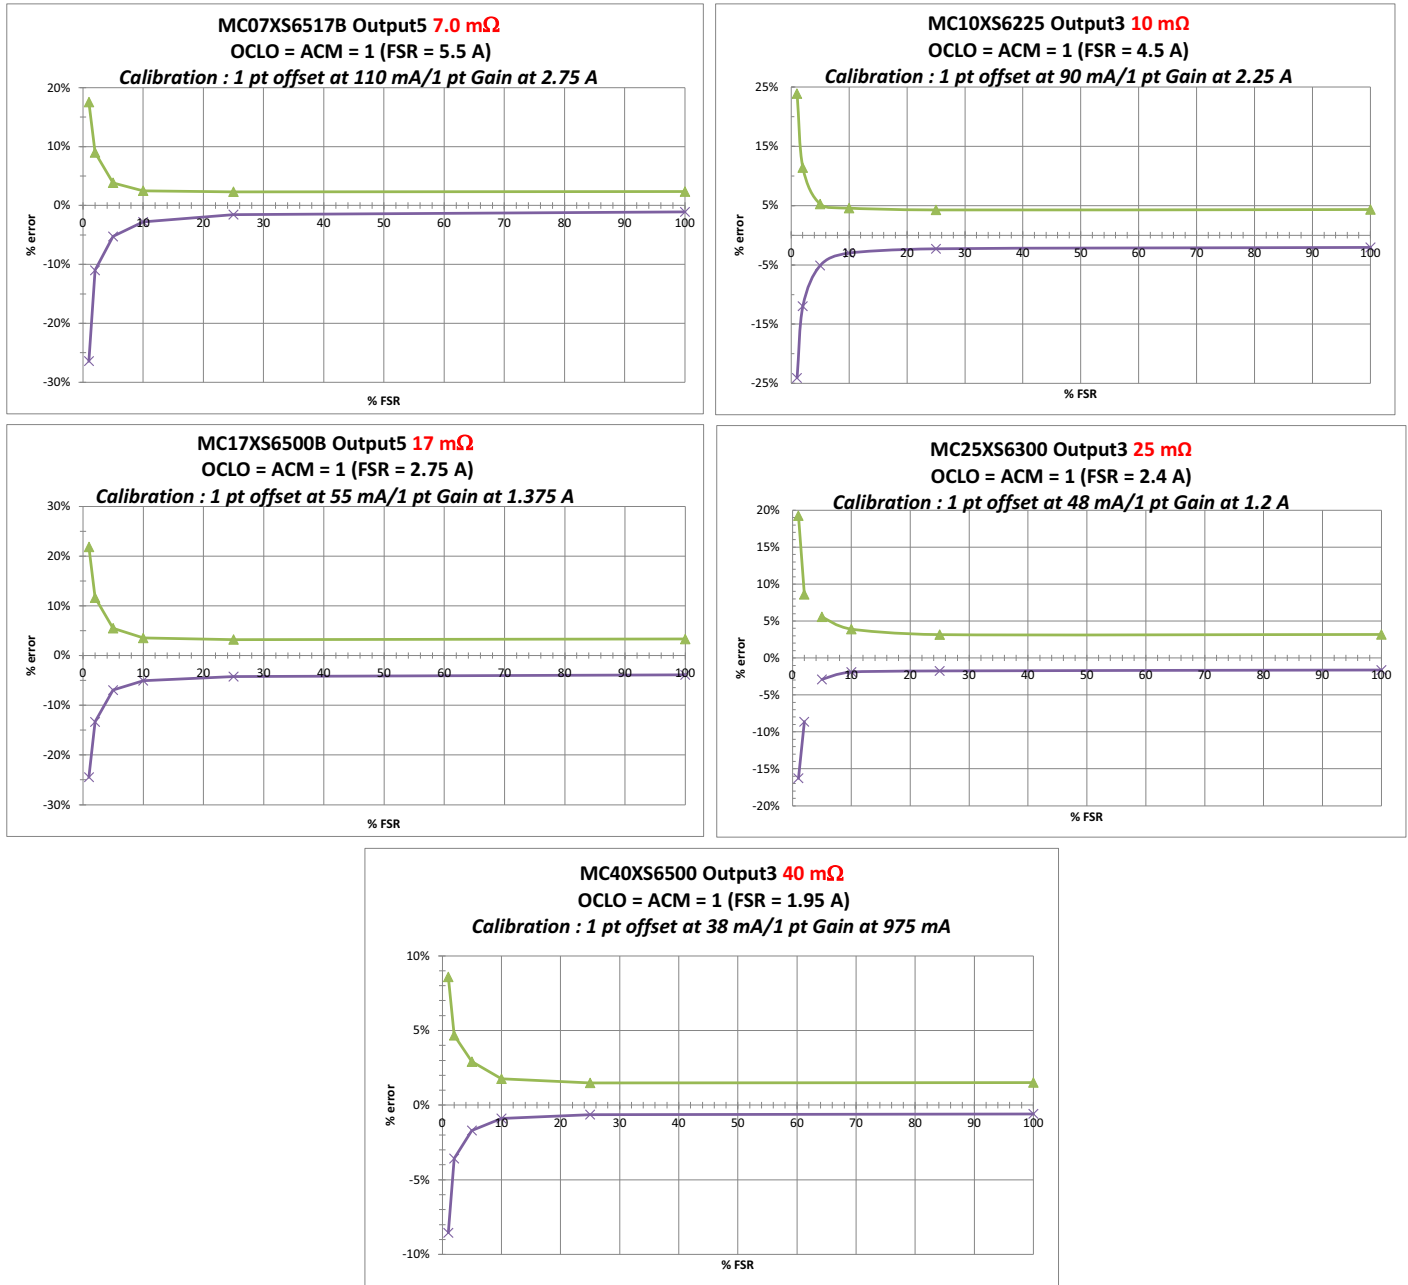 MC07XS6517B Output5 7.0 mΩ
OCLO = ACM = 1 (FSR = 5.5 A)
Calibration : 1 pt offset at 110 mA/1 pt Gain at 2.75 A
20%
10%
0%
-10%
-20%
-30%
0 10 20 30 40 50 60 70 80 90 100
% error
% FSR
MC10XS6225 Output3 10 mΩ
OCLO = ACM = 1 (FSR = 4.5 A)
Calibration : 1 pt offset at 90 mA/1 pt Gain at 2.25 A
25%
15%
5%
-5%
-15%
-25%
0 10 20 30 40 50 60 70 80 90 100
% error
% FSR
MC17XS6500B Output5 17 mΩ
OCLO = ACM = 1 (FSR = 2.75 A)
Calibration : 1 pt offset at 55 mA/1 pt Gain at 1.375 A
30%
20%
10%
0%
-10%
-20%
-30%
0 10 20 30 40 50 60 70 80 90 100
% error
% FSR
MC25XS6300 Output3 25 mΩ
OCLO = ACM = 1 (FSR = 2.4 A)
Calibration : 1 pt offset at 48 mA/1 pt Gain at 1.2 A
20%
15%
10%
5%
0%
-5%
-10%
-15%
-20%
0 10 20 30 40 50 60 70 80 90 100
% error
% FSR
MC40XS6500 Output3 40 mΩ
OCLO = ACM = 1 (FSR = 1.95 A)
Calibration : 1 pt offset at 38 mA/1 pt Gain at 975 mA
10%
5%
0%
-5%
-10%
0 10 20 30 40 50 60 70 80 90 100
% error
% FSR